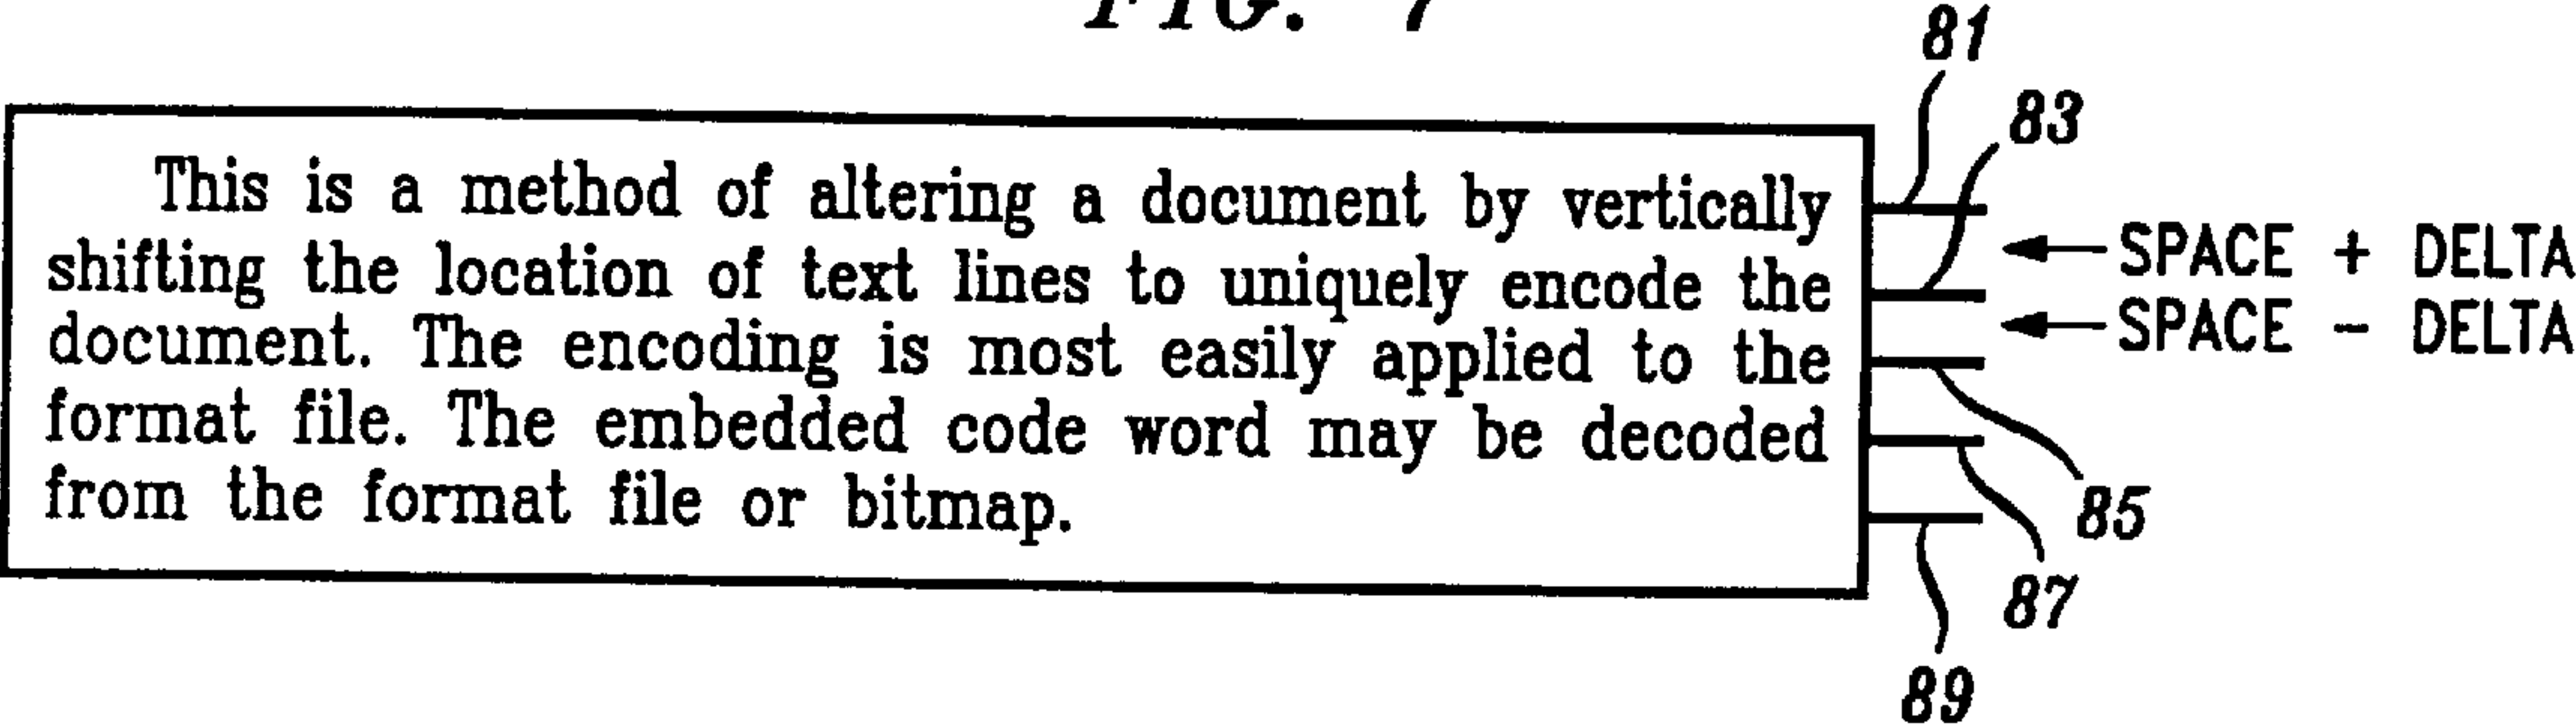 FIG. 7
81
83
This is a method of altering a document by vertically
shifting the location of text lines to uniquely encode the
document. The encoding is most easily applied to the
format file. The embedded code word may be decoded
from the format file or bitmap.
SPACE + DELTA
SPACE - DELTA
85
87
89